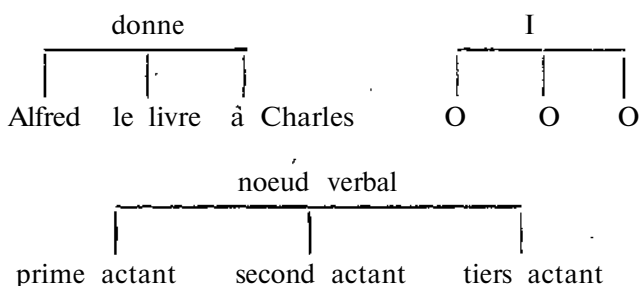 donne I
Alfred le livre à Charles O O O
noeud verbal
prime actant second actant tiers actant